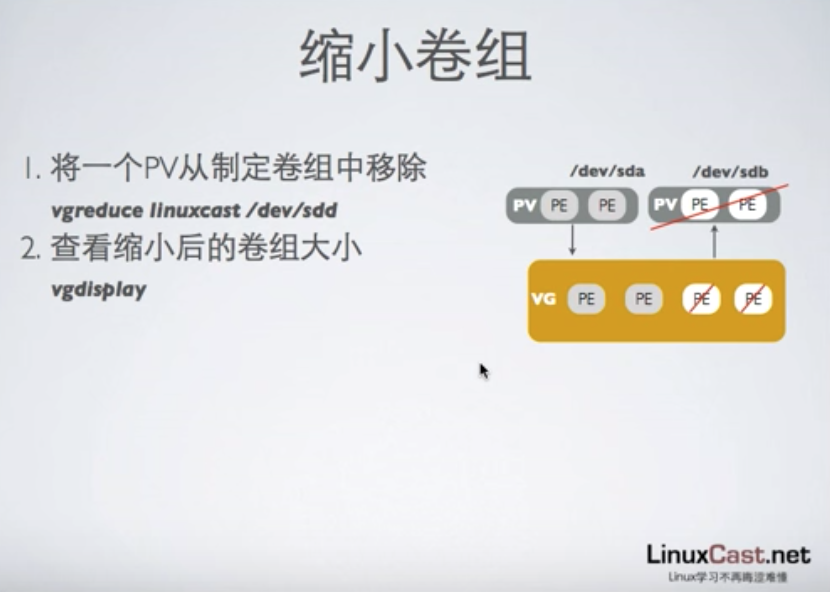 缩小卷组
1. 将一个PV从制定卷组中移除
vgreduce linuxcast /dev/sdd
2. 查看缩小后的卷组大小
vgdisplay
/dev/sda /dev/sdb
PV PE PE PV PE PE
VG PE PE PE PE
LinuxCast.net
Linux学习不再晦涩难懂